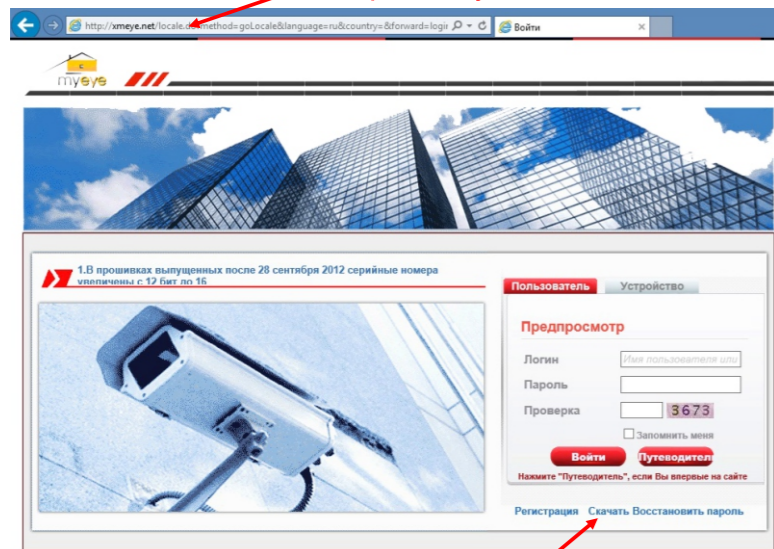 http://xmeye.net/locale.do?method=goLocale&language=ru&country=&forward=login
Войти
myeye
1.В прошивках выпущенных после 28 сентября 2012 серийные номера
увеличены с 12 бит до 16
Пользователь Устройство
Предпросмотр
Логин Имя пользователя или
Пароль
Проверка 3673
Запомнить меня
Войти Путеводитель
Нажмите "Путеводитель", если Вы впервые на сайте
Регистрация Скачать Восстановить пароль